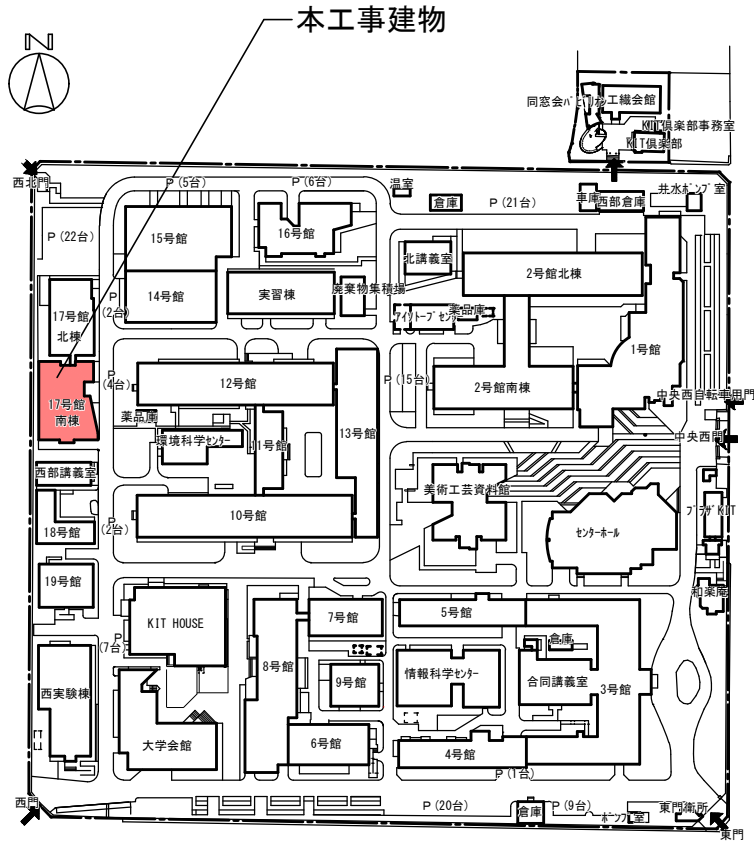 本工事建物
N
同窓会パビリオン
工繊会館
KIT倶楽部事務室
KIT倶楽部
西北門
P (5台)
P (6台)
温室
倉庫
P (21台)
車庫
西部倉庫
井水ポンプ室
P (22台)
15号館
16号館
北講義室
2号館北棟
17号館
北棟
14号館
P
(2台)
実習棟
廃棄物集積場
アイソトープセンター
薬品庫
1号館
17号館
南棟
P
(4台)
12号館
13号館
P (15台)
2号館南棟
中央西自転車用門
薬品庫
環境科学センター
11号館
中央西門
西部講義室
美術工芸資料館
18号館
P
(2台)
10号館
センターホール
プラザKIT
19号館
KIT HOUSE
7号館
5号館
和楽庵
P
(7台)
8号館
倉庫
西実験棟
9号館
情報科学センター
合同講義室
3号館
大学会館
6号館
4号館
P (1台)
西門
P (20台)
倉庫
P (9台)
ポンプ室
東門衛所
東門